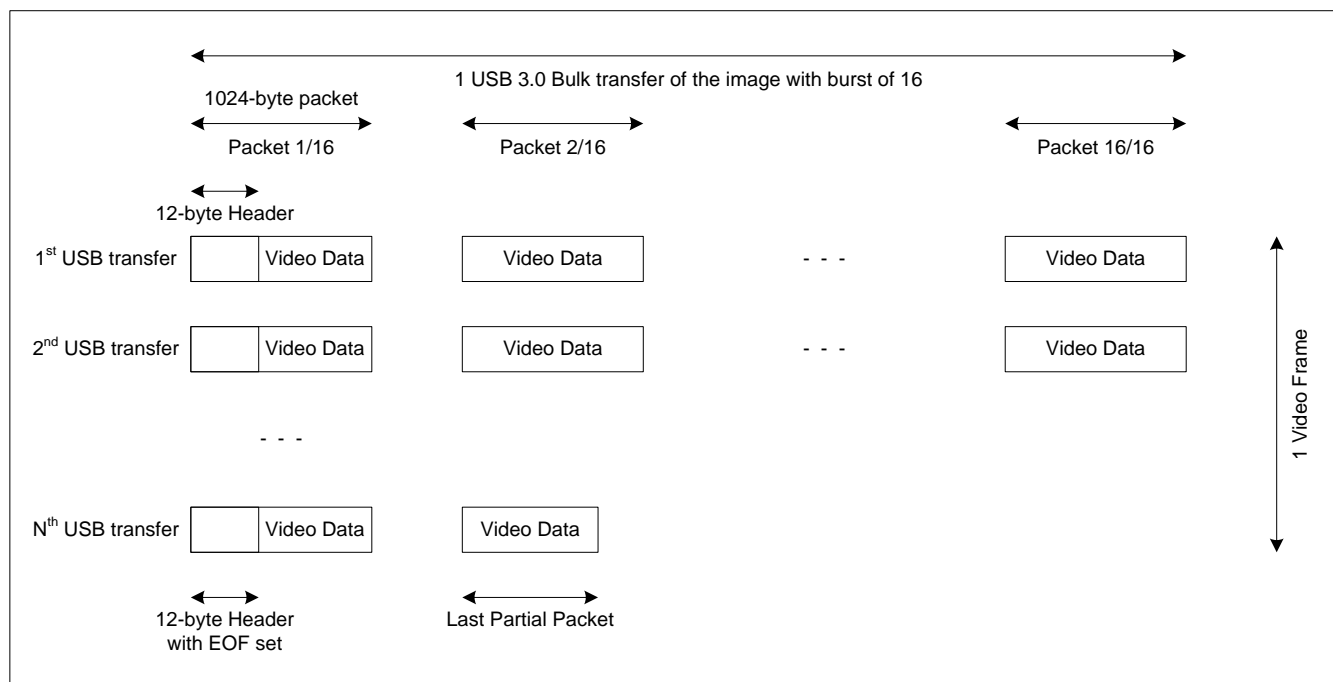 1 USB 3.0 Bulk transfer of the image with burst of 16
1024-byte packet
Packet 1/16
Packet 2/16
Packet 16/16
12-byte Header
1st USB transfer
Video Data
Video Data
- - -
Video Data
2nd USB transfer
Video Data
Video Data
- - -
Video Data
1 Video Frame
- - -
Nth USB transfer
Video Data
Video Data
12-byte Header
with EOF set
Last Partial Packet